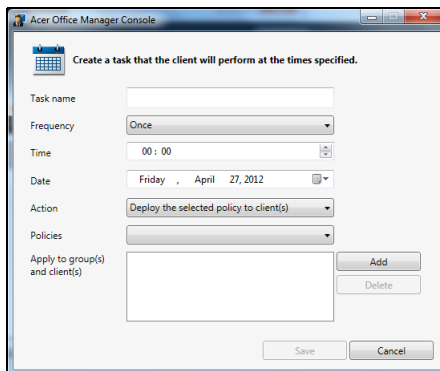 Acer Office Manager Console
Create a task that the client will perform at the times specified.
Task name
Frequency Once
Time 00 : 00
Date Friday , April 27, 2012
Action Deploy the selected policy to client(s)
Policies
Apply to group(s) Add
and client(s)
Delete
Save Cancel